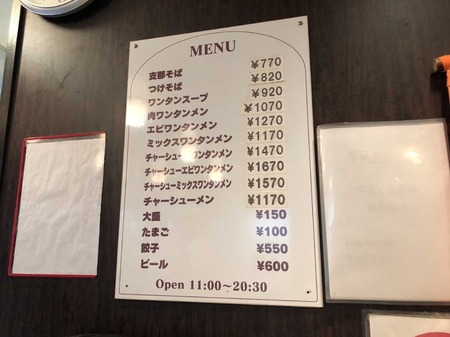 MENU
支那そば ¥770
つけそば ¥820
ワンタンスープ ¥920
肉ワンタンメン ¥1070
エビワンタンメン ¥1270
ミックスワンタンメン ¥1170
チャーシューワンタンメン ¥1470
チャーシューエビワンタンメン ¥1670
チャーシューミックスワンタンメン ¥1570
チャーシューメン ¥1170
大盛 ¥150
たまご ¥100
餃子 ¥550
ビール ¥600
Open 11:00～20:30